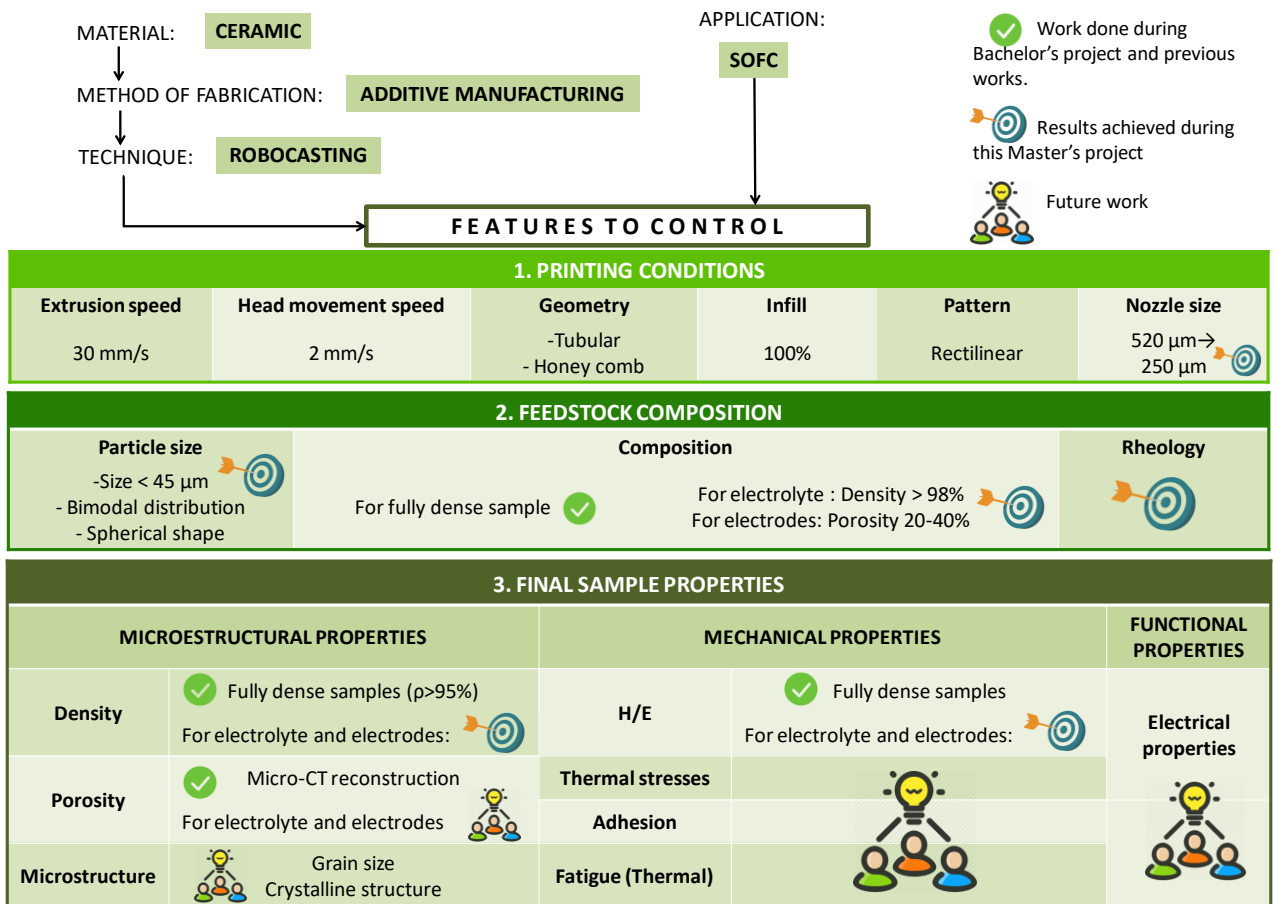 MATERIAL: CERAMIC
METHOD OF FABRICATION: ADDITIVE MANUFACTURING
TECHNIQUE: ROBOCASTING
APPLICATION:
SOFC
Work done during
Bachelor's project and previous
works.
Results achieved during
this Master's project
Future work
FEATURES TO CONTROL
1. PRINTING CONDITIONS
Extrusion speed
30 mm/s
Head movement speed
2 mm/s
Geometry
-Tubular
- Honey comb
Infill
100%
Pattern
Rectilinear
Nozzle size
520 µm→
250 µm
2. FEEDSTOCK COMPOSITION
Particle size
-Size < 45 µm
- Bimodal distribution
- Spherical shape
Composition
For fully dense sample
For electrolyte : Density > 98%
For electrodes: Porosity 20-40%
Rheology
3. FINAL SAMPLE PROPERTIES
MICROESTRUCTURAL PROPERTIES
MECHANICAL PROPERTIES
FUNCTIONAL
PROPERTIES
Density
Fully dense samples (ρ>95%)
For electrolyte and electrodes:
H/E
Fully dense samples
For electrolyte and electrodes:
Electrical
properties
Porosity
Micro-CT reconstruction
For electrolyte and electrodes
Thermal stresses
Adhesion
Microstructure
Grain size
Crystalline structure
Fatigue (Thermal)